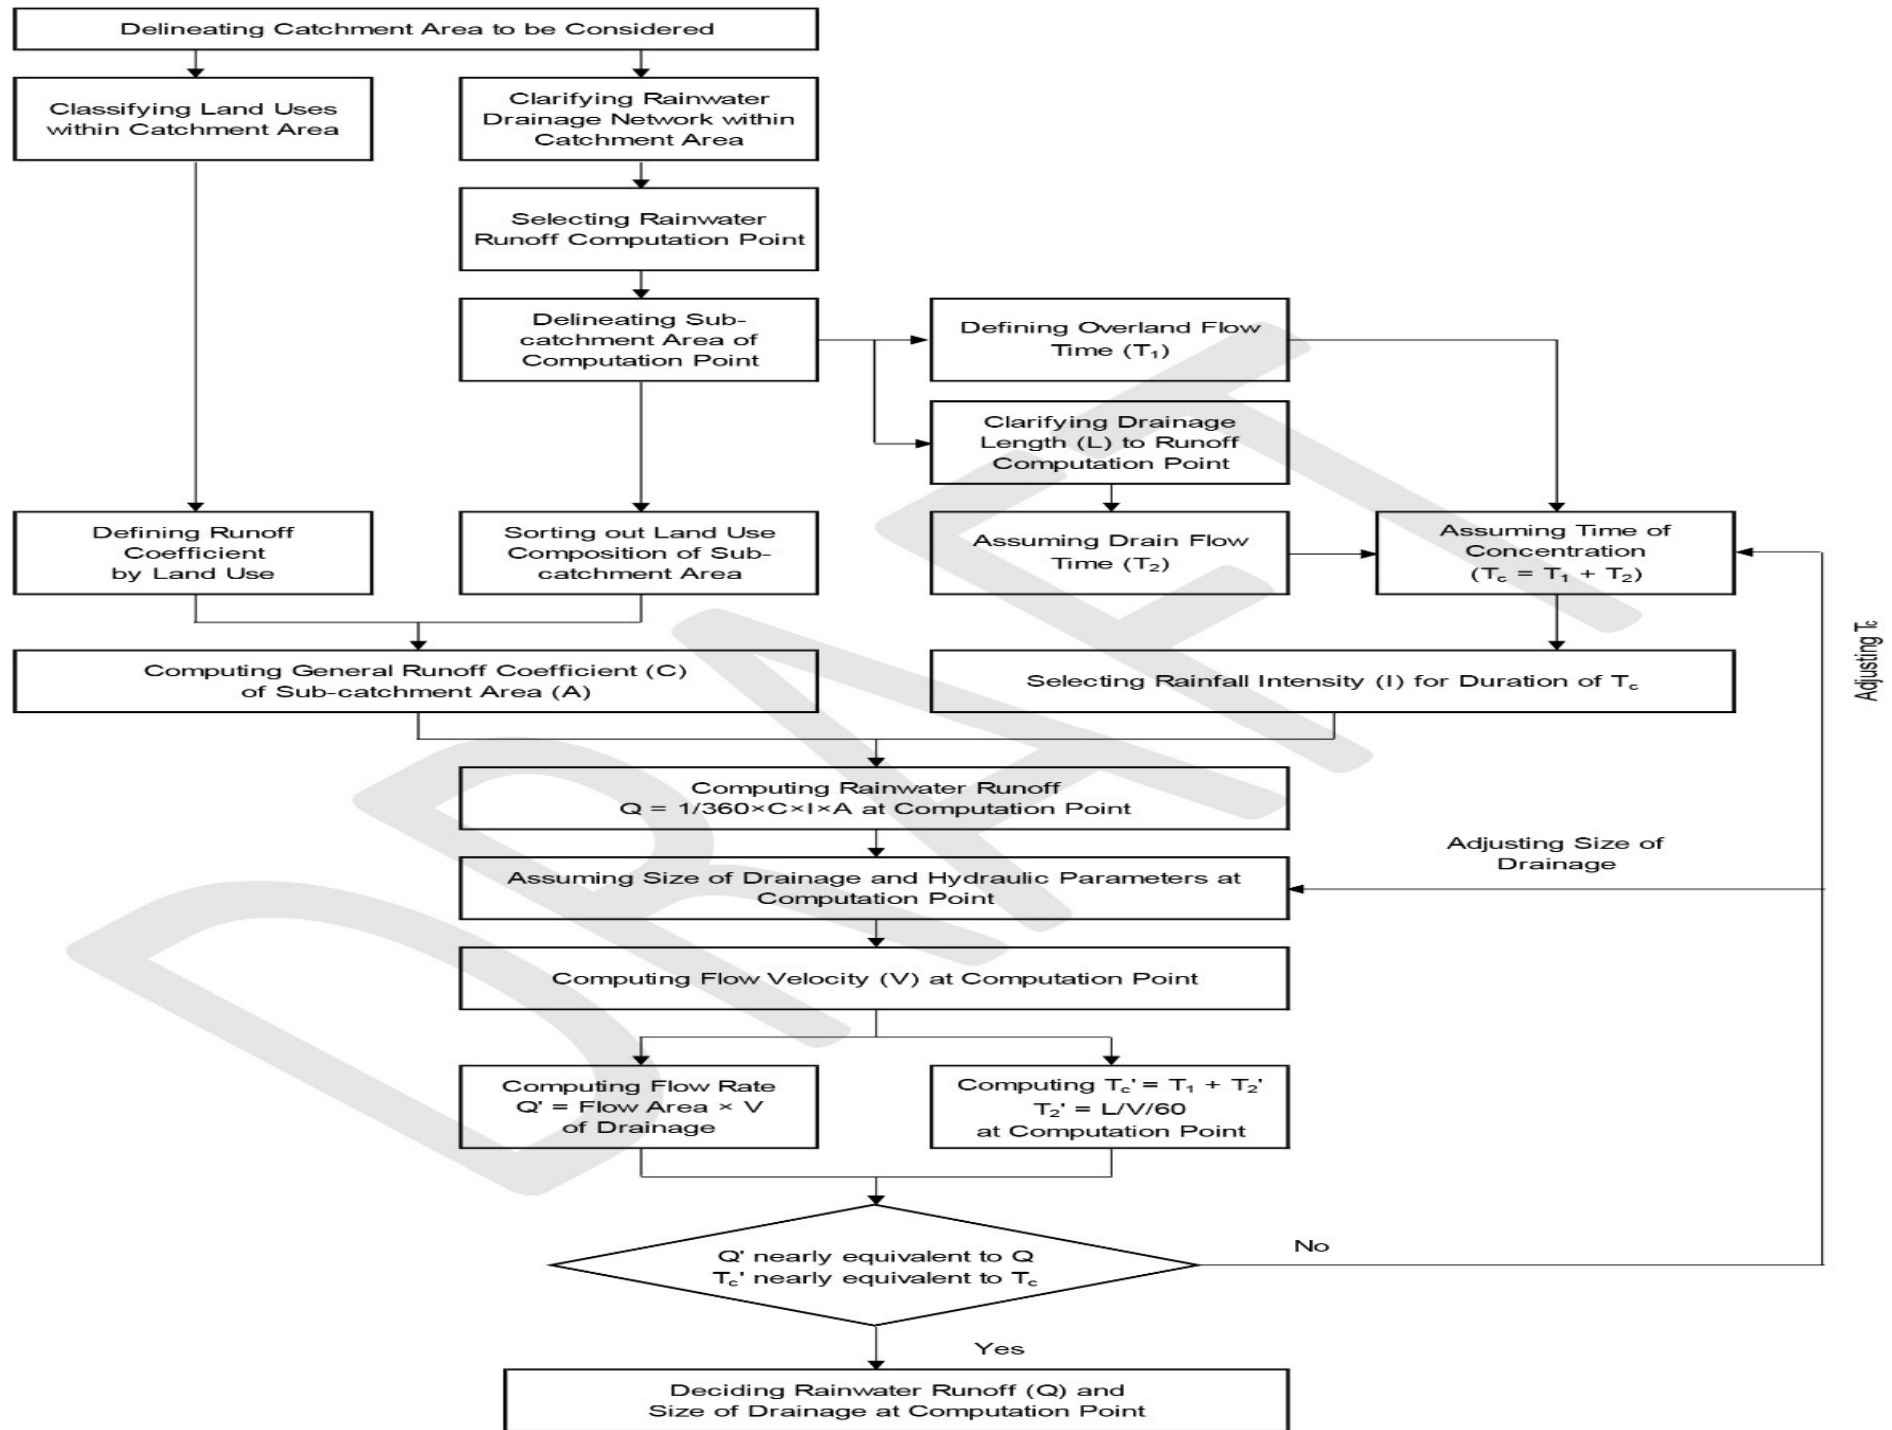 Delineating Catchment Area to be Considered
Classifying Land Uses
within Catchment Area
Clarifying Rainwater
Drainage Network within
Catchment Area
Selecting Rainwater
Runoff Computation Point
Delineating Sub-
catchment Area of
Computation Point
Defining Overland Flow
Time (T₁)
Clarifying Drainage
Length (L) to Runoff
Computation Point
Defining Runoff
Coefficient
by Land Use
Sorting out Land Use
Composition of Sub-
catchment Area
Assuming Drain Flow
Time (T₂)
Assuming Time of
Concentration
(Tc = T₁ + T₂)
Adjusting Tc
Computing General Runoff Coefficient (C)
of Sub-catchment Area (A)
Selecting Rainfall Intensity (I) for Duration of Tc
Computing Rainwater Runoff
Q = 1/360×C×I×A at Computation Point
Adjusting Size of
Drainage
Assuming Size of Drainage and Hydraulic Parameters at
Computation Point
Computing Flow Velocity (V) at Computation Point
Computing Flow Rate
Q' = Flow Area × V
of Drainage
Computing Tc' = T₁ + T₂'
T₂' = L/V/60
at Computation Point
Q' nearly equivalent to Q
Tc' nearly equivalent to Tc
No
Yes
Deciding Rainwater Runoff (Q) and
Size of Drainage at Computation Point
DRAFT